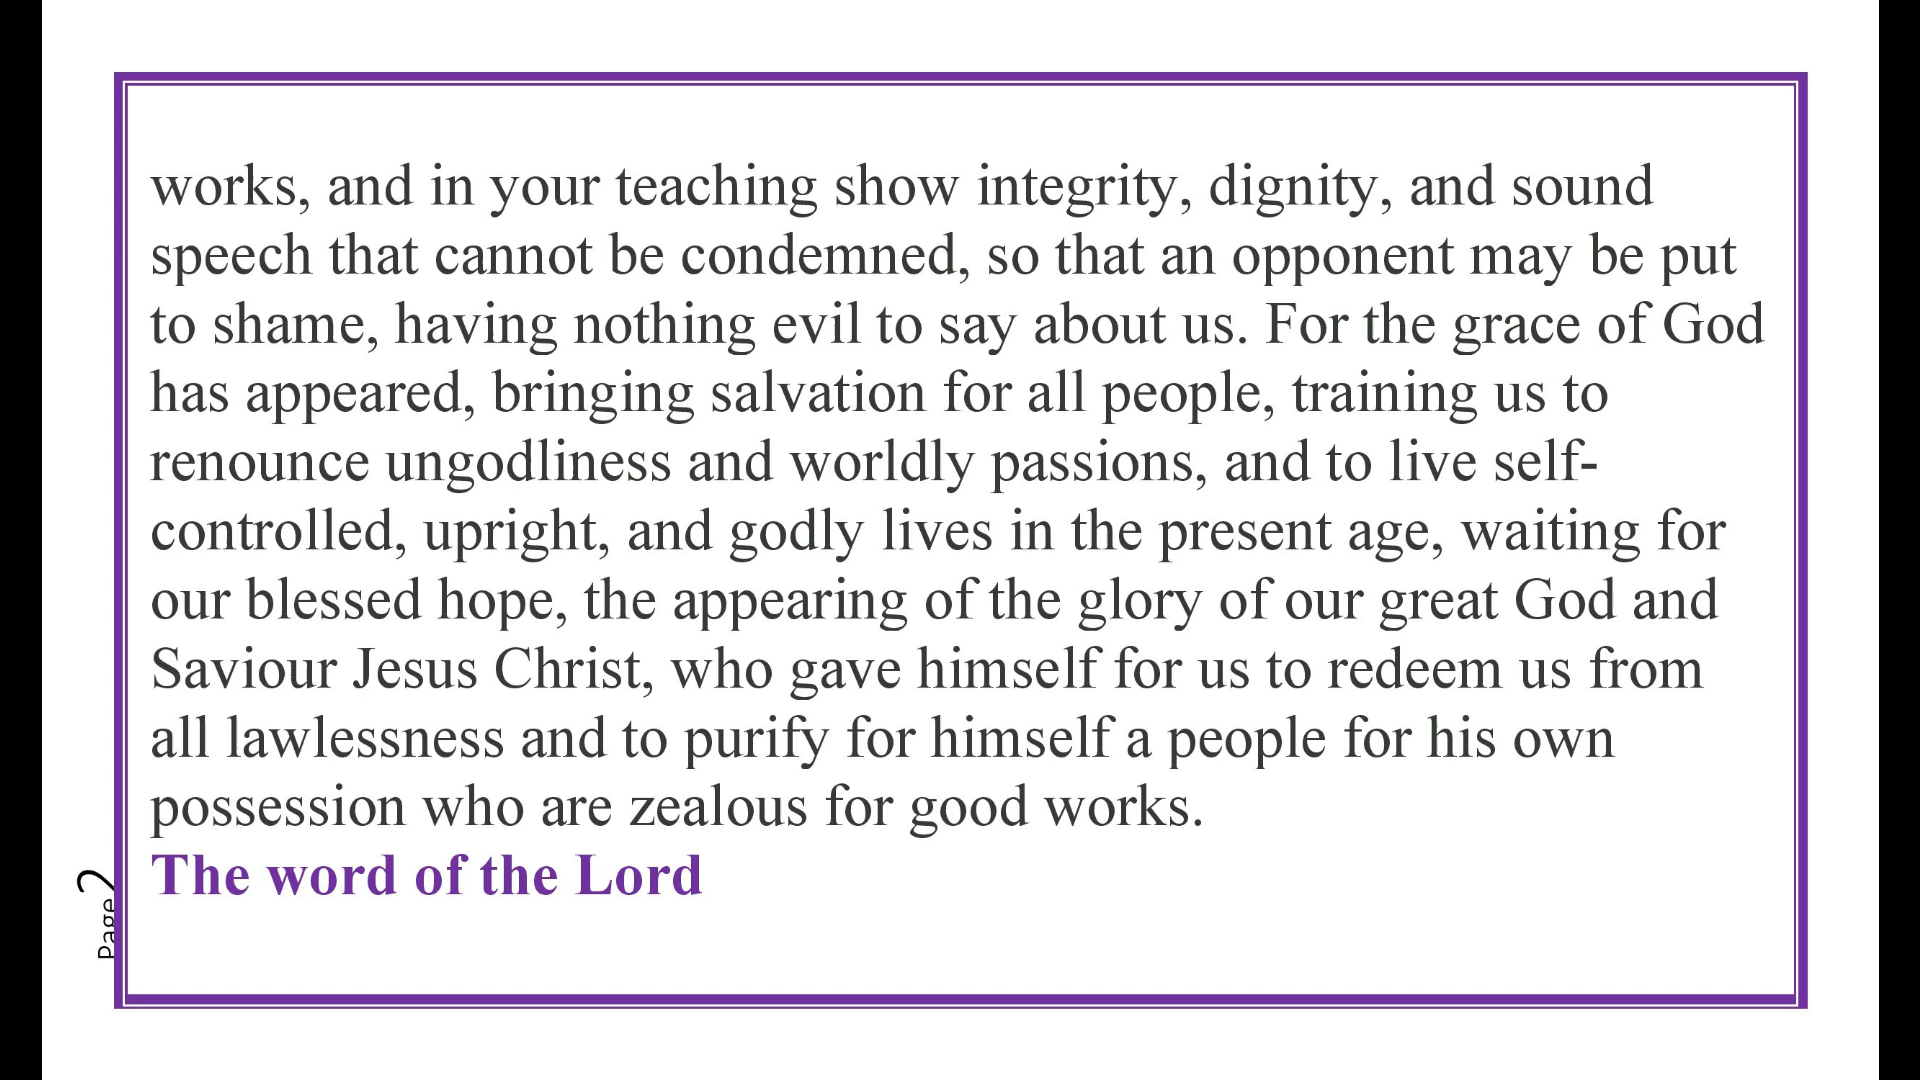 works, and in your teaching show integrity, dignity, and sound
speech that cannot be condemned, so that an opponent may be put
to shame, having nothing evil to say about us. For the grace of God
has appeared, bringing salvation for all people, training us to
renounce ungodliness and worldly passions, and to live self-
controlled, upright, and godly lives in the present age, waiting for
our blessed hope, the appearing of the glory of our great God and
Saviour Jesus Christ, who gave himself for us to redeem us from
all lawlessness and to purify for himself a people for his own
possession who are zealous for good works.
The word of the Lord
Page 2